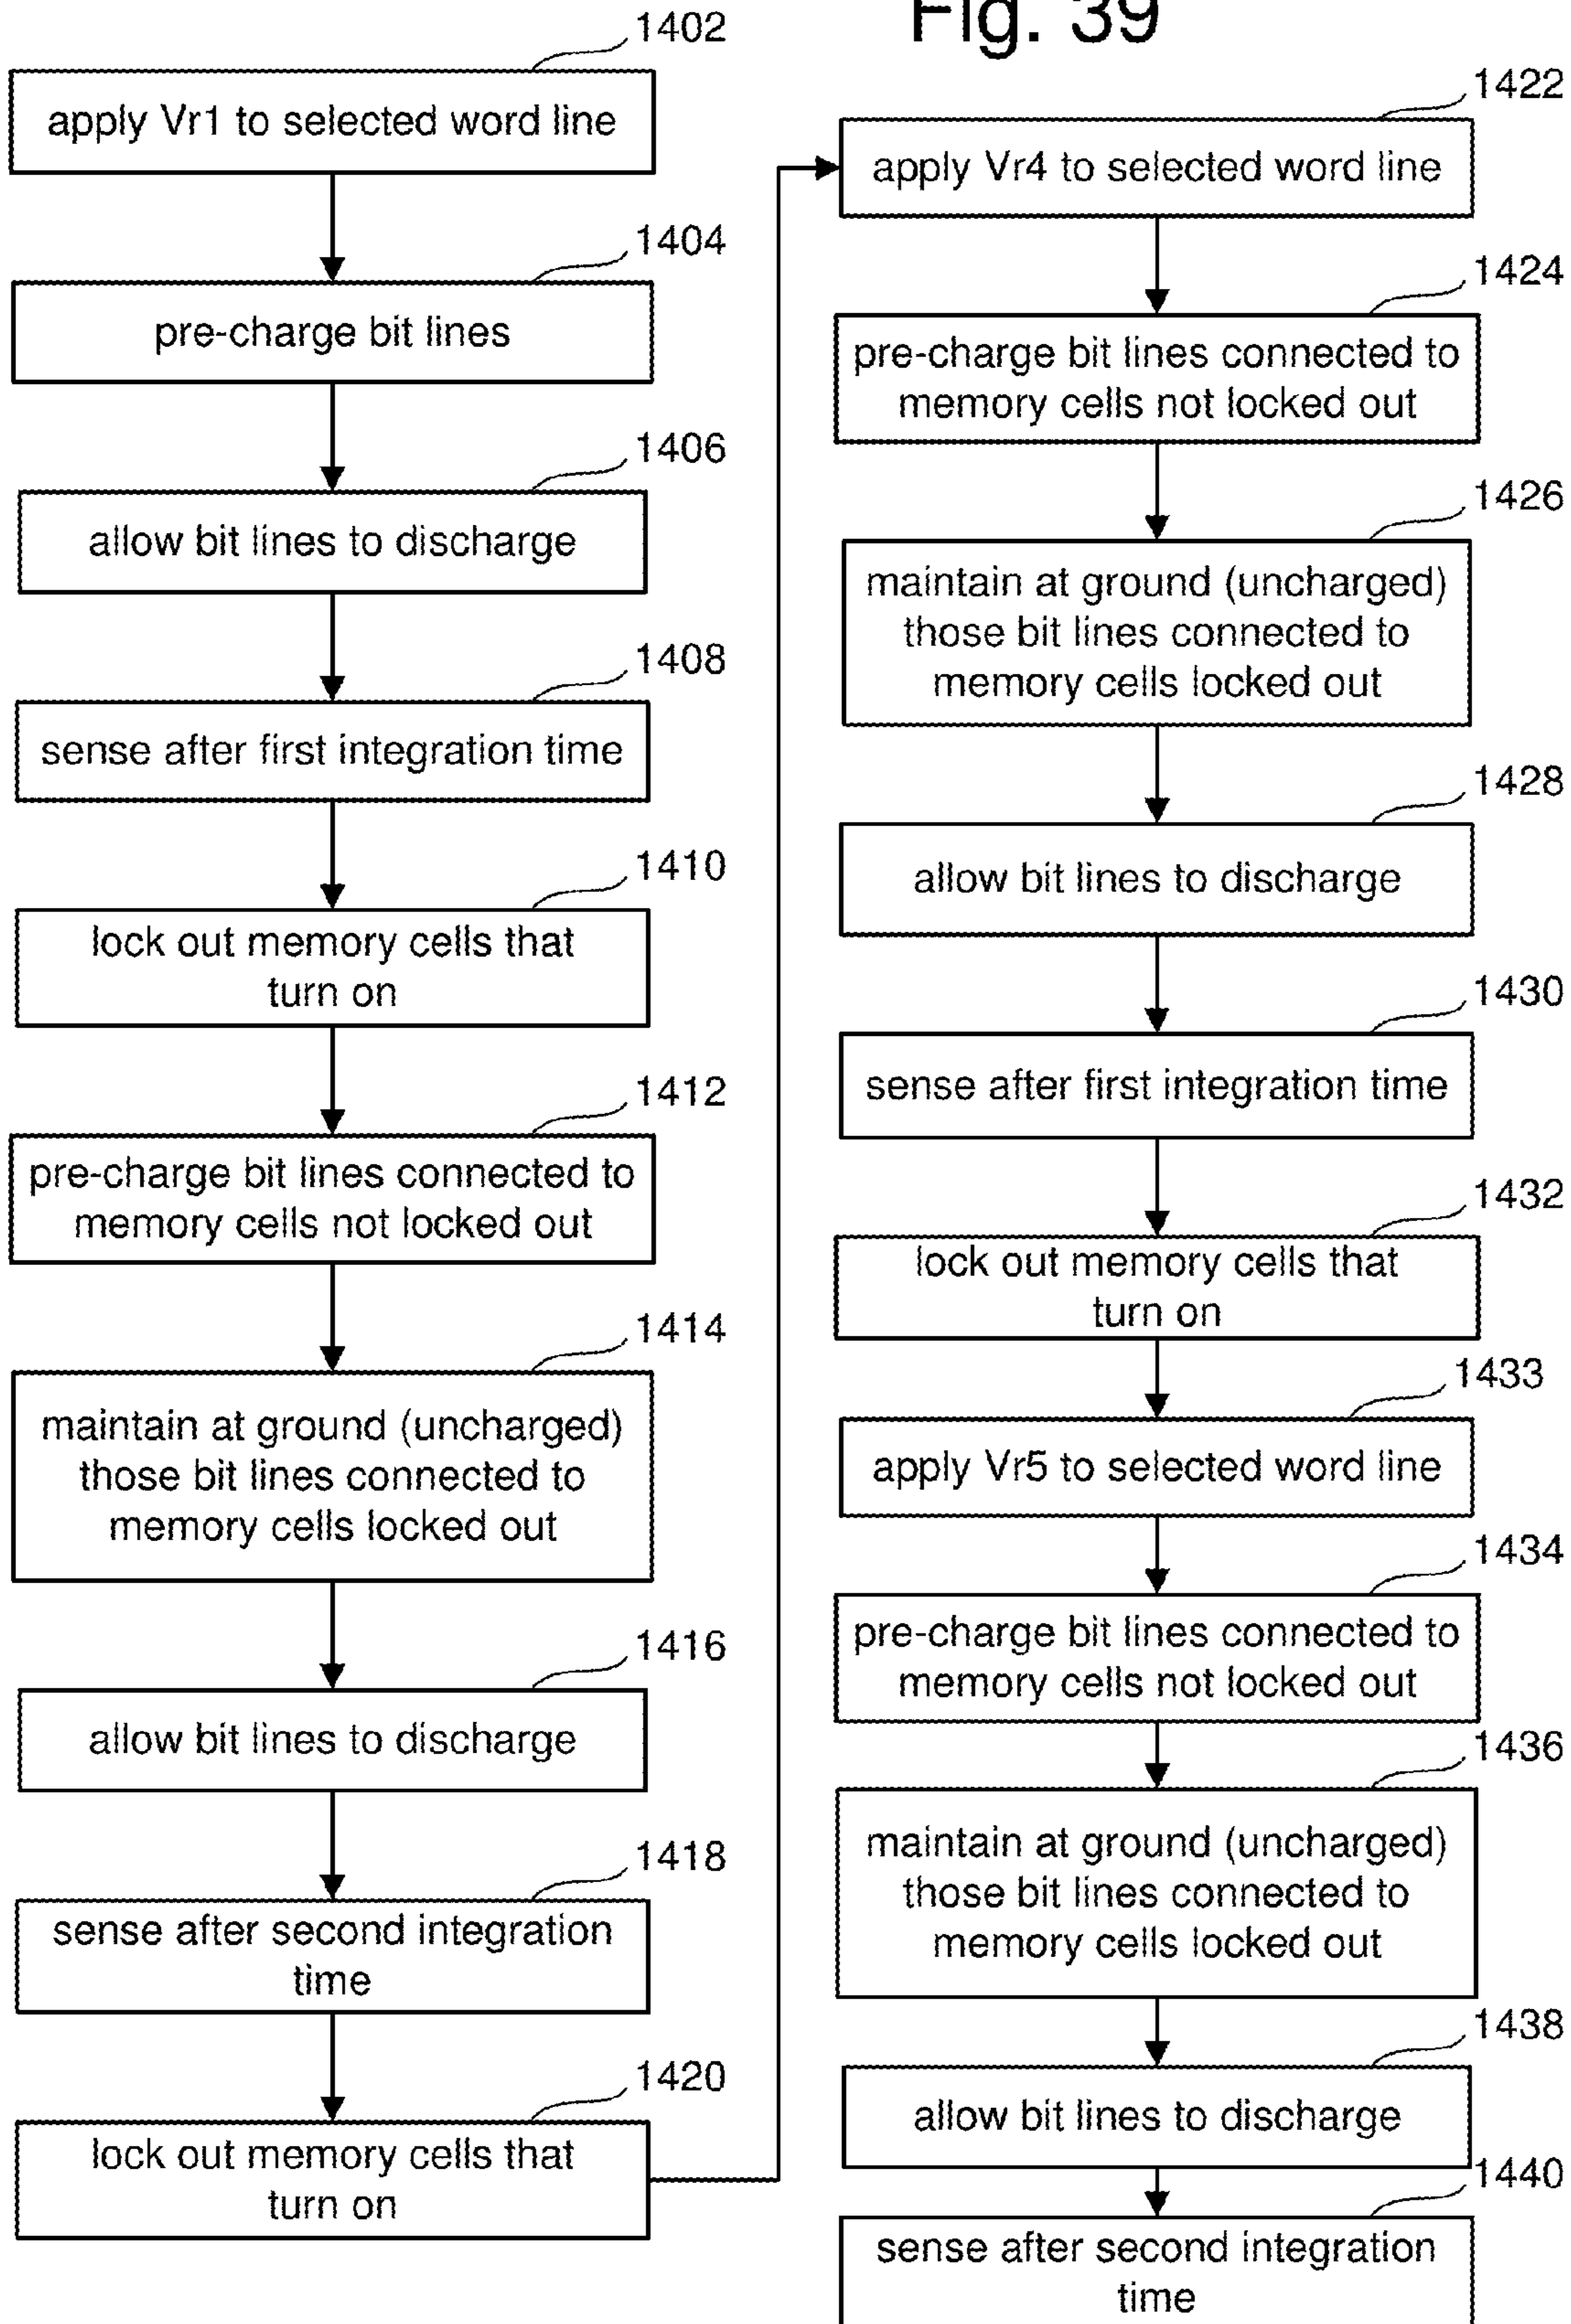 Fig. 39
1402
apply Vr1 to selected word line
1404
pre-charge bit lines
1406
allow bit lines to discharge
1408
sense after first integration time
1410
lock out memory cells that
turn on
1412
pre-charge bit lines connected to
memory cells not locked out
1414
maintain at ground (uncharged)
those bit lines connected to
memory cells locked out
1416
allow bit lines to discharge
1418
sense after second integration
time
1420
lock out memory cells that
turn on
1422
apply Vr4 to selected word line
1424
pre-charge bit lines connected to
memory cells not locked out
1426
maintain at ground (uncharged)
those bit lines connected to
memory cells locked out
1428
allow bit lines to discharge
1430
sense after first integration time
1432
lock out memory cells that
turn on
1433
apply Vr5 to selected word line
1434
pre-charge bit lines connected to
memory cells not locked out
1436
maintain at ground (uncharged)
those bit lines connected to
memory cells locked out
1438
allow bit lines to discharge
1440
sense after second integration
time